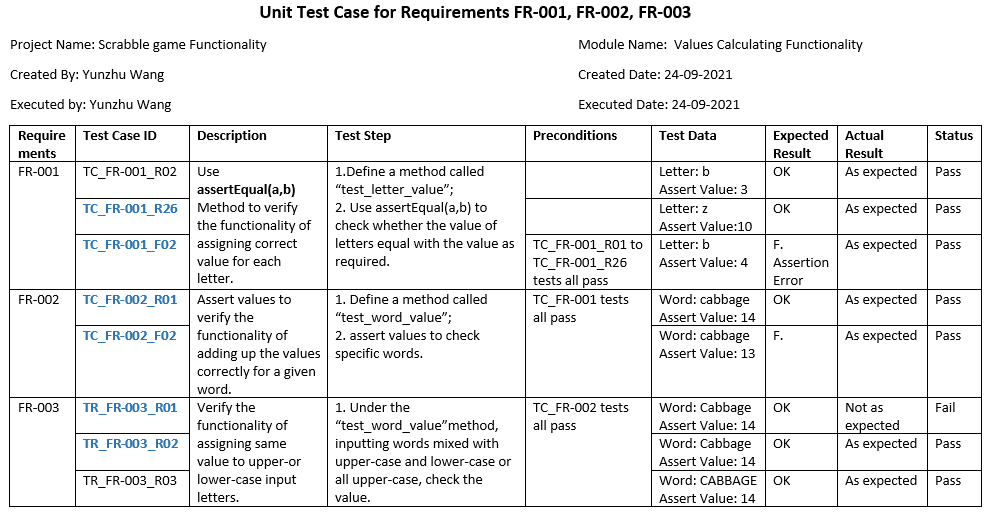 Unit Test Case for Requirements FR-001, FR-002, FR-003
Project Name: Scrabble game Functionality
Module Name: Values Calculating Functionality
Created By: Yunzhu Wang
Created Date: 24-09-2021
Executed by: Yunzhu Wang
Executed Date: 24-09-2021
Require
ments
Test Case ID
Description
Test Step
Preconditions
Test Data
Expected
Result
Actual
Result
Status
FR-001
TC_FR-001_R02
Use
assertEqual(a,b)
Method to verify
the functionality of
assigning correct
value for each
letter.
1.Define a method called
“test_letter_value”;
2. Use assertEqual(a,b) to
check whether the value of
letters equal with the value as
required.
Letter: b
Assert Value: 3
OK
As expected
Pass
TC_FR-001_R26
Letter: z
Assert Value:10
OK
As expected
Pass
TC_FR-001_F02
TC_FR-001_R01 to
TC_FR-001_R26
tests all pass
Letter: b
Assert Value: 4
F.
Assertion
Error
As expected
Pass
FR-002
TC_FR-002_R01
Assert values to
verify the
functionality of
adding up the values
correctly for a given
word.
1. Define a method called
“test_word_value”;
2. assert values to check
specific words.
TC_FR-001 tests
all pass
Word: cabbage
Assert Value: 14
OK
As expected
Pass
TC_FR-002_F02
Word: cabbage
Assert Value: 13
F.
As expected
Pass
FR-003
TR_FR-003_R01
Verify the
functionality of
assigning same
value to upper-or
lower-case input
letters.
1. Under the
“test_word_value”method,
inputting words mixed with
upper-case and lower-case or
all upper-case, check the
value.
TC_FR-002 tests
all pass
Word: Cabbage
Assert Value: 14
OK
Not as
expected
Fail
TR_FR-003_R02
Word: Cabbage
Assert Value: 14
OK
As expected
Pass
TR_FR-003_R03
Word: CABBAGE
Assert Value: 14
OK
As expected
Pass